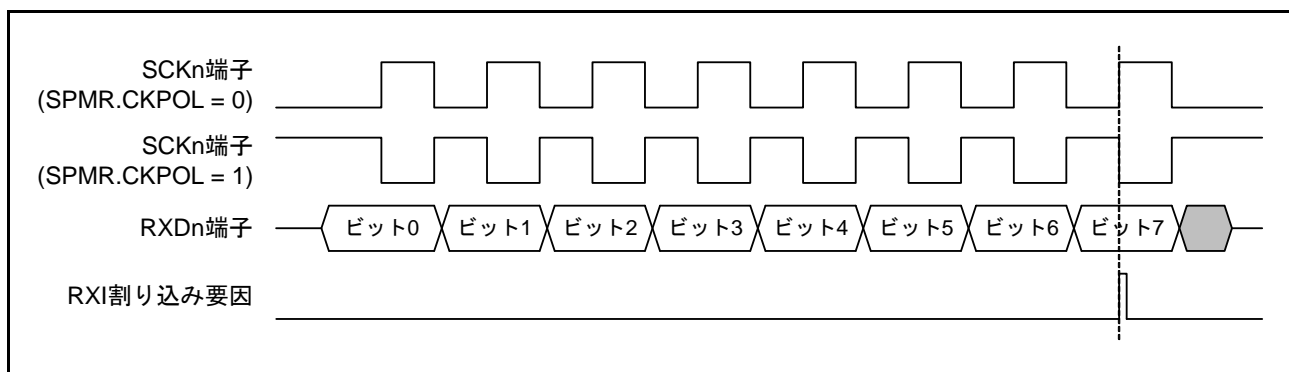 SCKn端子
(SPMR.CKPOL = 0)
SCKn端子
(SPMR.CKPOL = 1)
RXDn端子
ビット0 ビット1 ビット2 ビット3 ビット4 ビット5 ビット6 ビット7
RXI割り込み要因